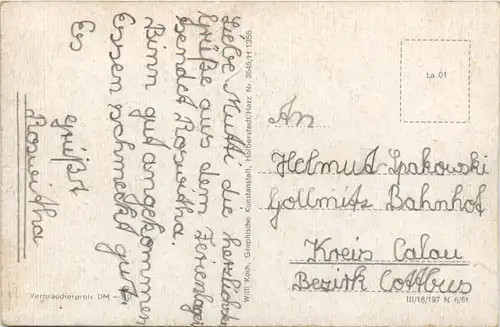 Liebe Mutti die herzlichsten
Grüße aus dem Ferienlager
sendet Roswitha.
Binn gut angekommen
Essen schmeckt gut.
Es
grüßt
Roswitha
Verbraucherpreis DM
Willi Koch, Graphische Kunstanstalt, Halberstadt/Harz Nr. 3645/H 1355
La 01
An
Helmut Spakowski
Gollmitz Bahnhof
Kreis Calau
Bezirk Cottbus
III/18/197 N 6/61